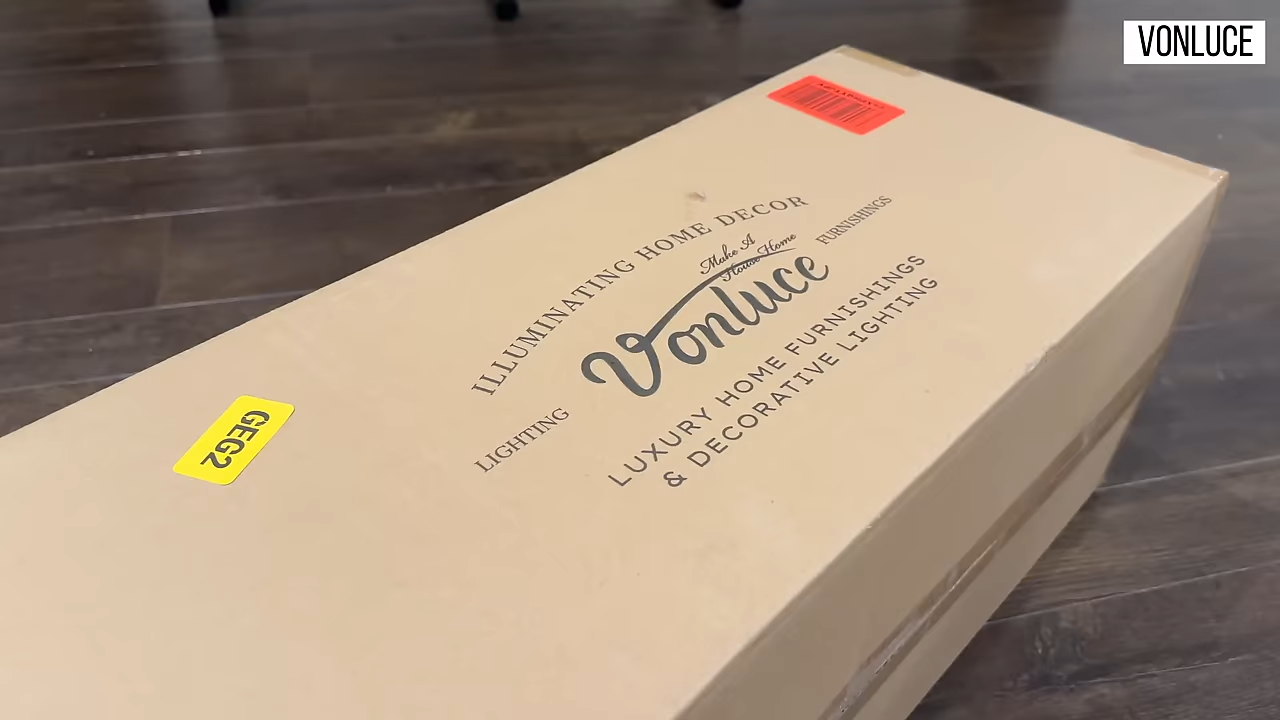 VONLUCE
ILLUMINATING HOME DECOR
Make A
House Home
FURNISHINGS
Vonluce
LIGHTING
LUXURY HOME FURNISHINGS
& DECORATIVE LIGHTING
GEG2